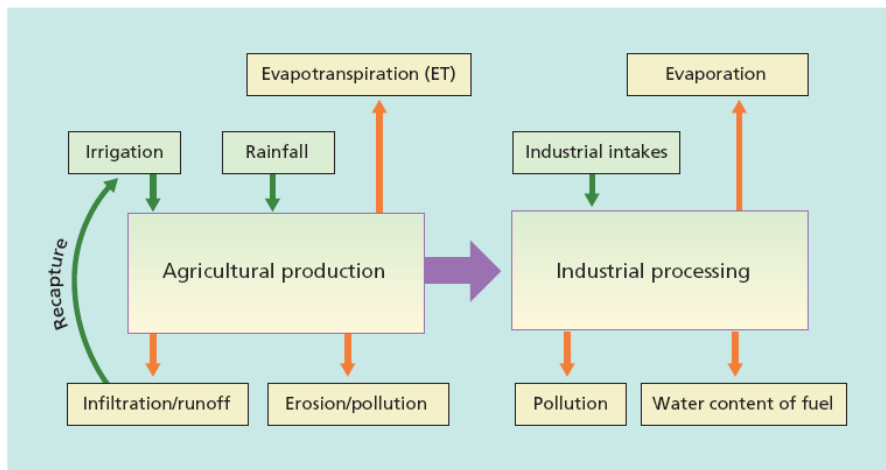 Evapotranspiration (ET)
Evaporation
Irrigation
Rainfall
Industrial intakes
Recapture
Agricultural production
Industrial processing
Infiltration/runoff
Erosion/pollution
Pollution
Water content of fuel